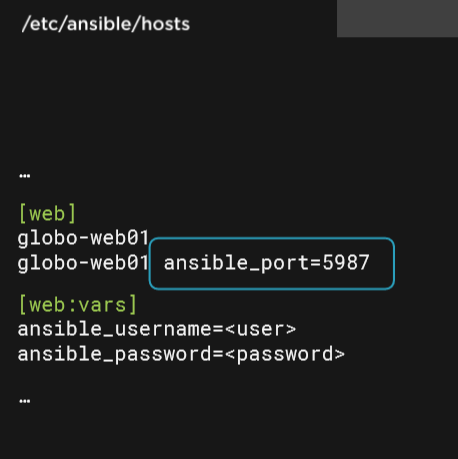 /etc/ansible/hosts
…
[web]
globo-web01
globo-web01 ansible_port=5987
[web:vars]
ansible_username=<user>
ansible_password=<password>
…